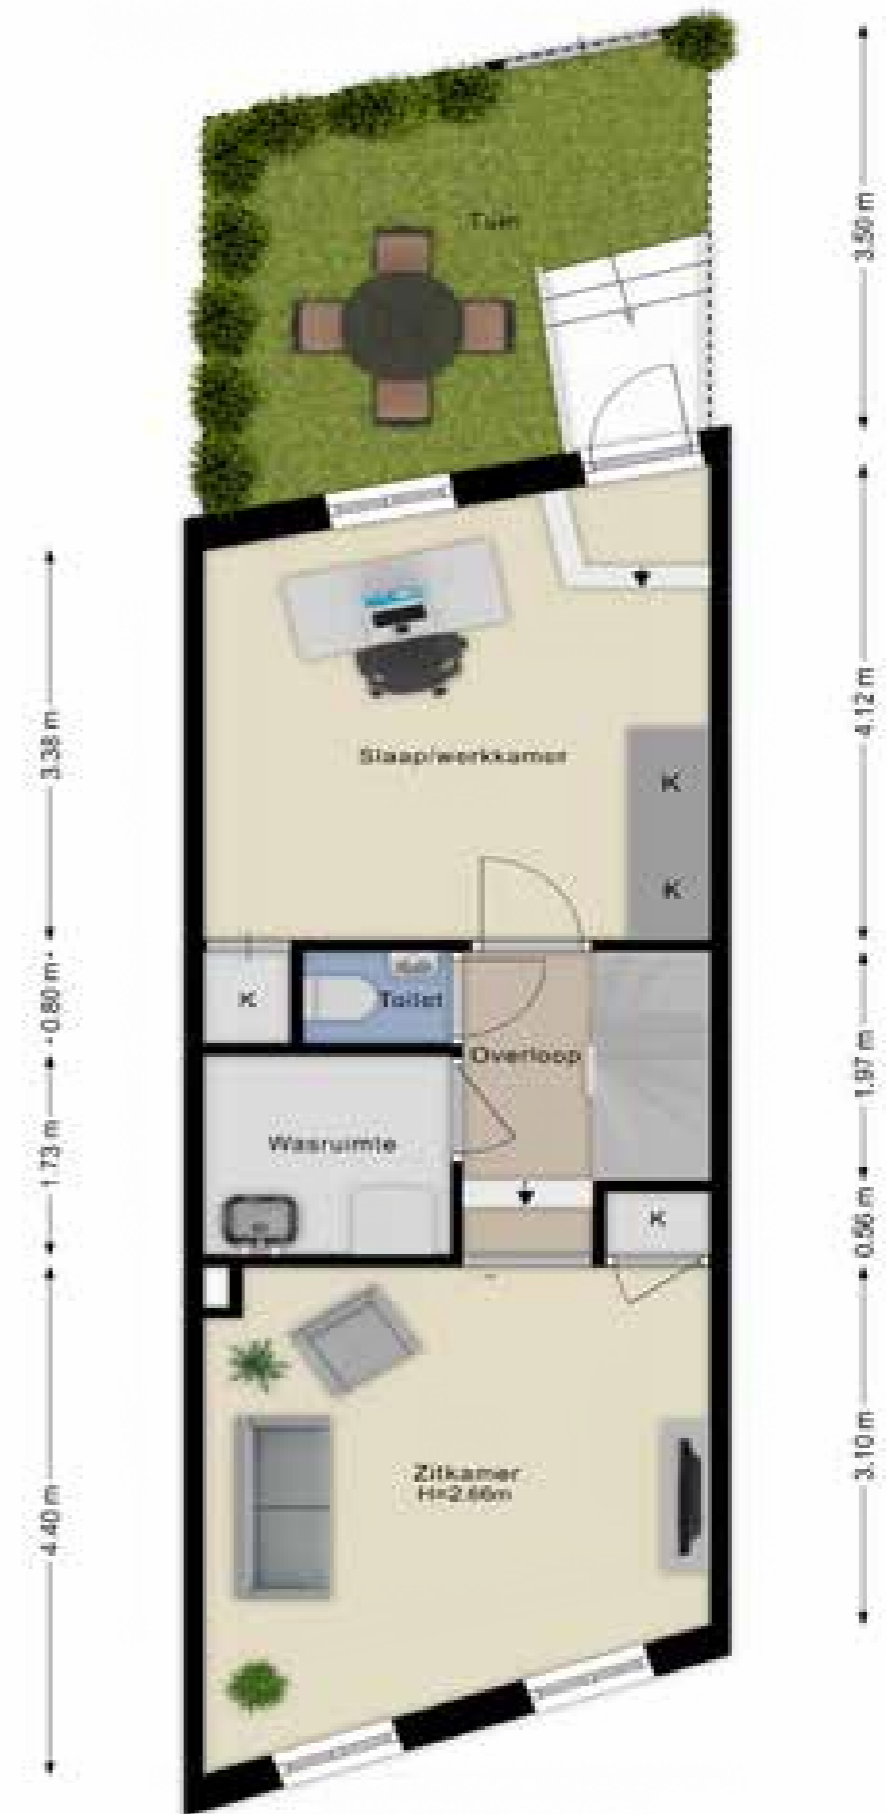 Tuin
3.50 m
Slaap/werkkamer
K
K
3.38 m
4.12 m
K
Toilet
Overloop
0.80 m
1.97 m
Wasruimte
1.73 m
K
0.56 m
Zitkamer
H=2.66m
4.40 m
3.10 m